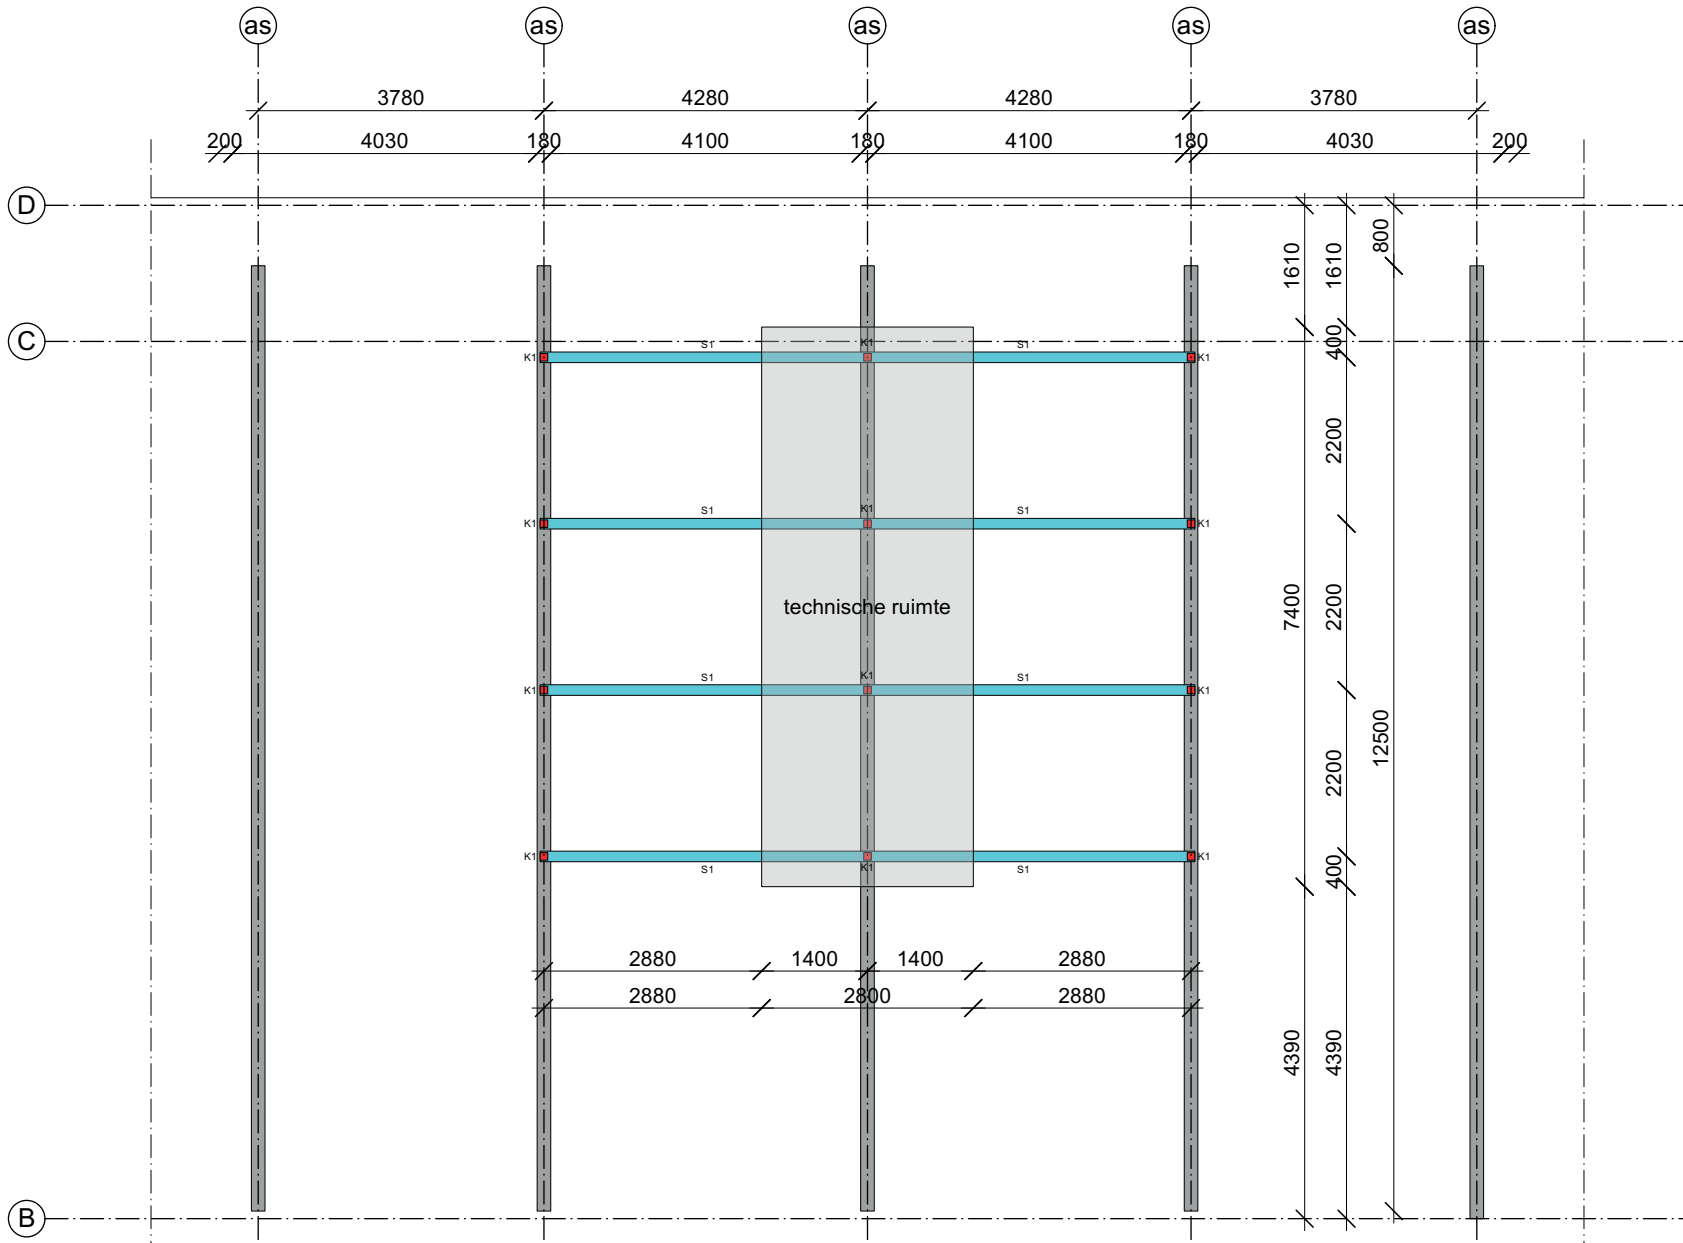 as as as as as
3780 4280 4280 3780
200 4030 180 4100 180 4100 180 4030 200
D
1610 1610 800
C
S1 K1 S1 400
K1 K1
2200
S1 K1 S1
K1 K1
technische ruimte
7400 2200
S1 K1 S1
K1 K1
12500
2200
K1 K1
S1 K1 S1 400
2880 1400 1400 2880
2880 2800 2880
4390 4390
B